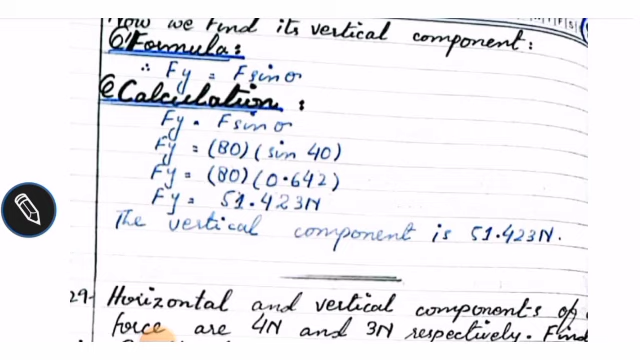 Now we find its vertical component:
Formula:
∴ Fy = F sin σ
Calculation:
Fy = F sin σ
Fy = (80) (sin 40)
Fy = (80) (0.642)
Fy = 51.423N
The vertical component is 51.423N.
29- Horizontal and vertical components of
force are 4N and 3N respectively. Find